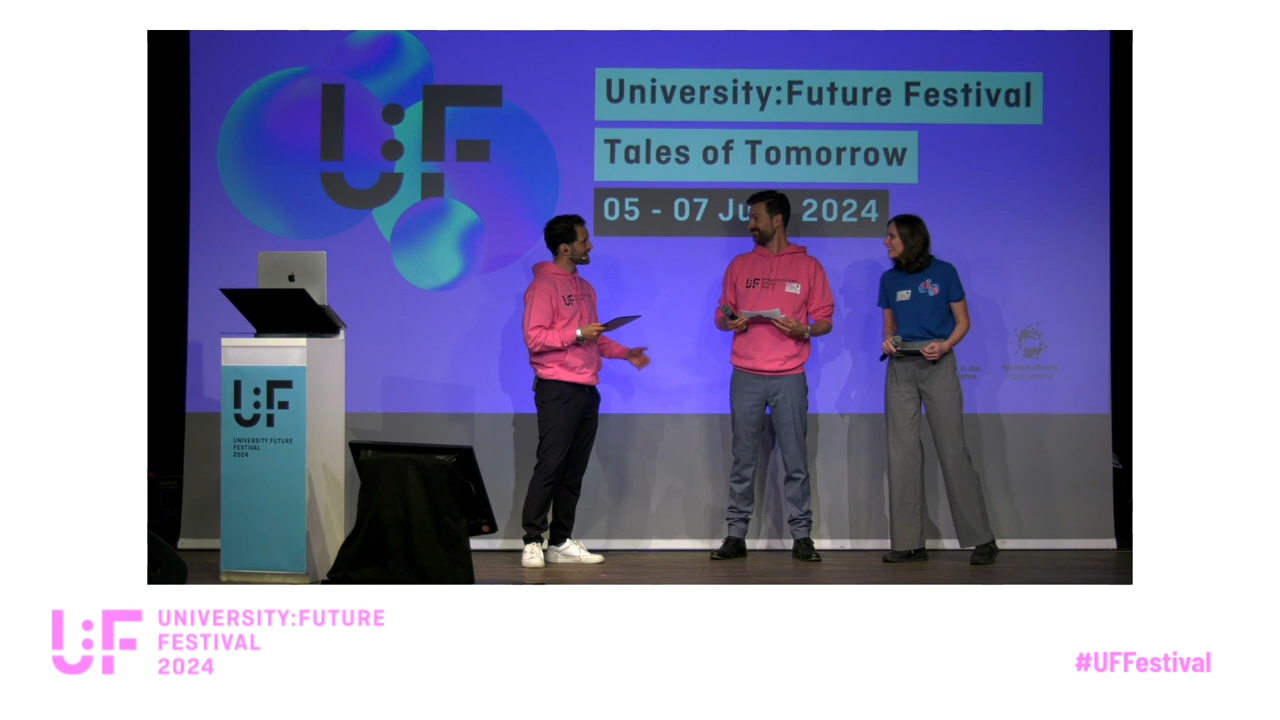 U:F
University:Future Festival
Tales of Tomorrow
05 - 07 Ju 2024
U:F
UNIVERSITY:FUTURE
FESTIVAL
2024
U:F
U:F
U:F UNIVERSITY:FUTURE
FESTIVAL
2024
#UFFestival